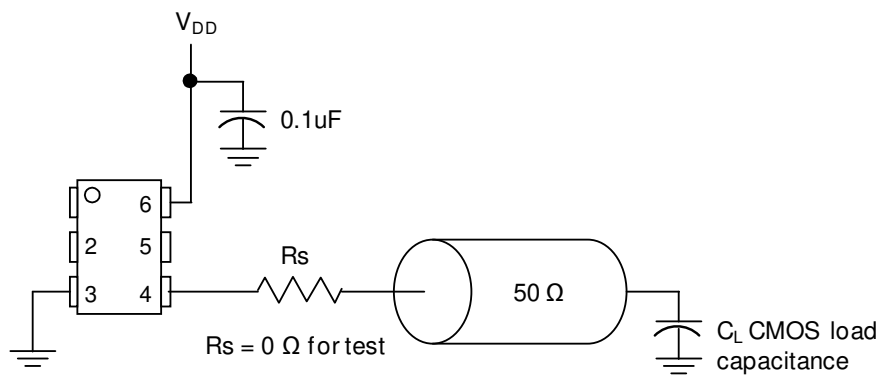 VDD
0.1uF
6
2 5
3 4
Rs
50 Ω
Rs = 0 Ω for test
CL CMOS load
capacitance